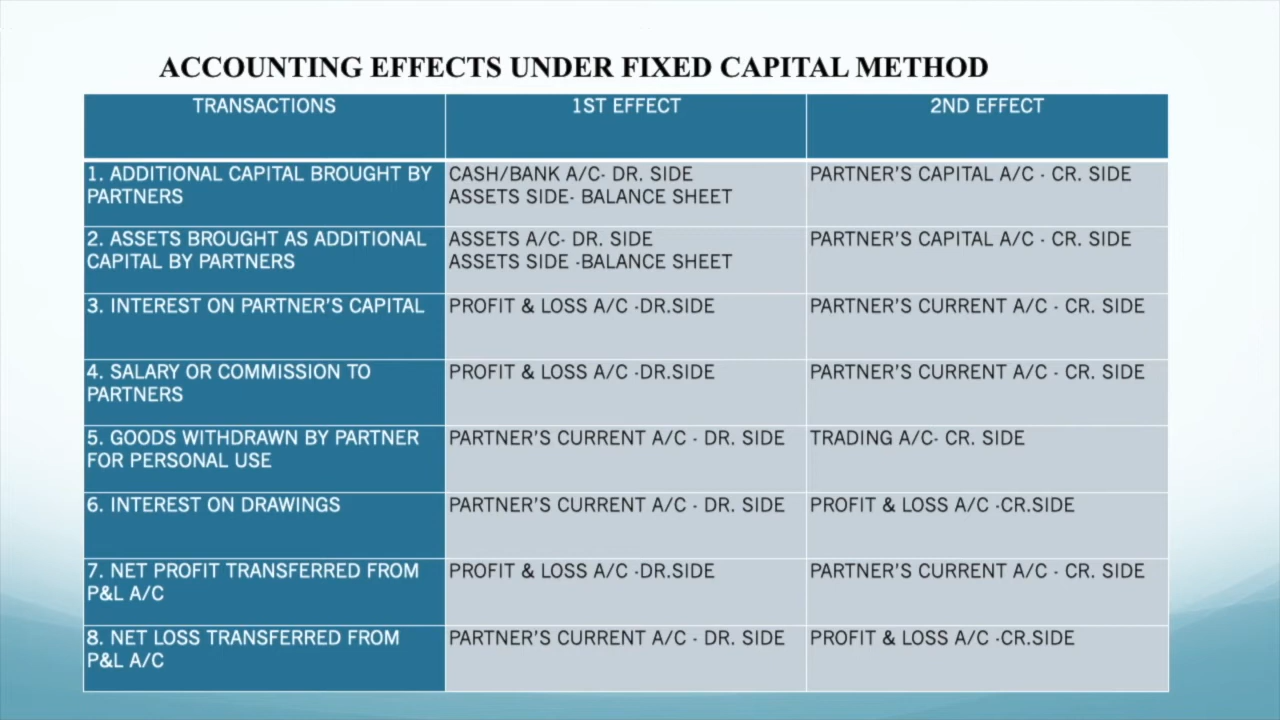 ACCOUNTING EFFECTS UNDER FIXED CAPITAL METHOD
TRANSACTIONS
1ST EFFECT
2ND EFFECT
1. ADDITIONAL CAPITAL BROUGHT BY
PARTNERS
CASH/BANK A/C- DR. SIDE
ASSETS SIDE- BALANCE SHEET
PARTNER'S CAPITAL A/C - CR. SIDE
2. ASSETS BROUGHT AS ADDITIONAL
CAPITAL BY PARTNERS
ASSETS A/C- DR. SIDE
ASSETS SIDE -BALANCE SHEET
PARTNER'S CAPITAL A/C - CR. SIDE
3. INTEREST ON PARTNER'S CAPITAL
PROFIT & LOSS A/C -DR.SIDE
PARTNER'S CURRENT A/C - CR. SIDE
4. SALARY OR COMMISSION TO
PARTNERS
PROFIT & LOSS A/C -DR.SIDE
PARTNER'S CURRENT A/C - CR. SIDE
5. GOODS WITHDRAWN BY PARTNER
FOR PERSONAL USE
PARTNER'S CURRENT A/C - DR. SIDE
TRADING A/C- CR. SIDE
6. INTEREST ON DRAWINGS
PARTNER'S CURRENT A/C - DR. SIDE
PROFIT & LOSS A/C -CR.SIDE
7. NET PROFIT TRANSFERRED FROM
P&L A/C
PROFIT & LOSS A/C -DR.SIDE
PARTNER'S CURRENT A/C - CR. SIDE
8. NET LOSS TRANSFERRED FROM
P&L A/C
PARTNER'S CURRENT A/C - DR. SIDE
PROFIT & LOSS A/C -CR.SIDE